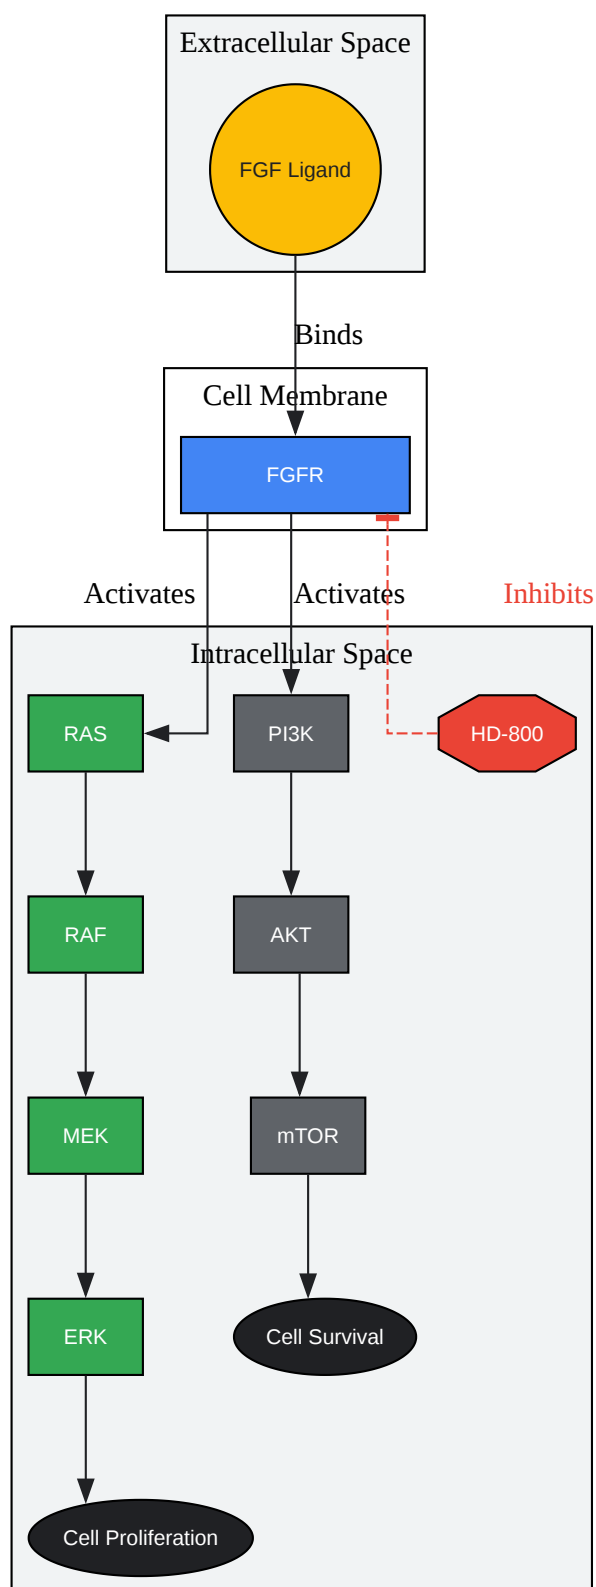 Extracellular Space
FGF Ligand
Binds
Cell Membrane
FGFR
Activates
Activates
Inhibits
Intracellular Space
RAS
PI3K
HD-800
RAF
AKT
MEK
mTOR
ERK
Cell Survival
Cell Proliferation